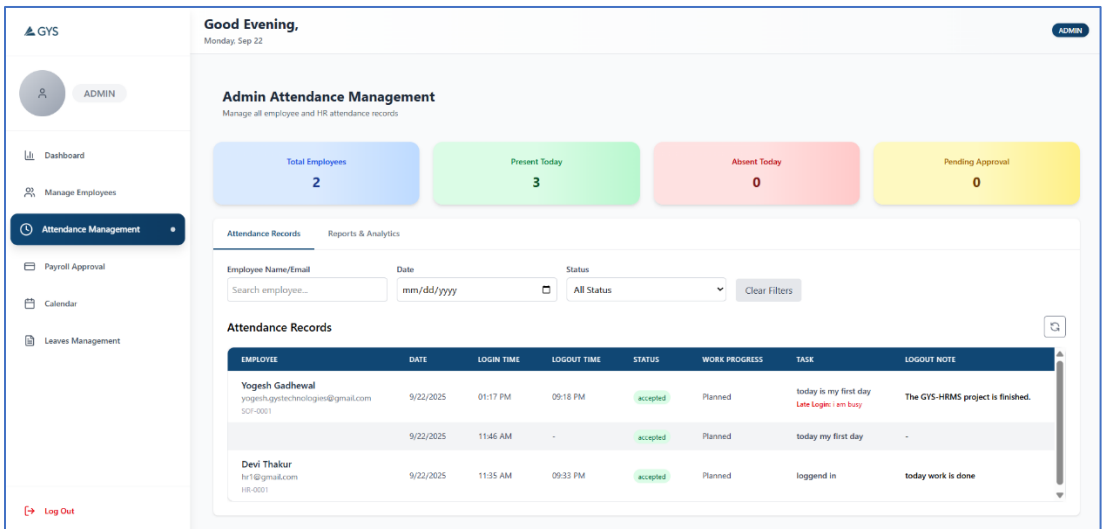 GYS
Good Evening,
Monday, Sep 22
ADMIN
ADMIN
Dashboard
Manage Employees
Attendance Management
Payroll Approval
Calendar
Leaves Management
Log Out
Admin Attendance Management
Manage all employee and HR attendance records
Total Employees
2
Present Today
3
Absent Today
0
Pending Approval
0
Attendance Records Reports & Analytics
Employee Name/Email Date Status
Search employee... mm/dd/yyyy All Status Clear Filters
Attendance Records
EMPLOYEE DATE LOGIN TIME LOGOUT TIME STATUS WORK PROGRESS TASK LOGOUT NOTE
Yogesh Gadhewal
yogesh.gystechnologies@gmail.com
SOF-0001
9/22/2025 01:17 PM 09:18 PM accepted Planned
today is my first day
Late Login: i am busy
The GYS-HRMS project is finished.
9/22/2025 11:46 AM - accepted Planned today my first day -
Devi Thakur
hr1@gmail.com
HR-0001
9/22/2025 11:35 AM 09:33 PM accepted Planned loggend in today work is done